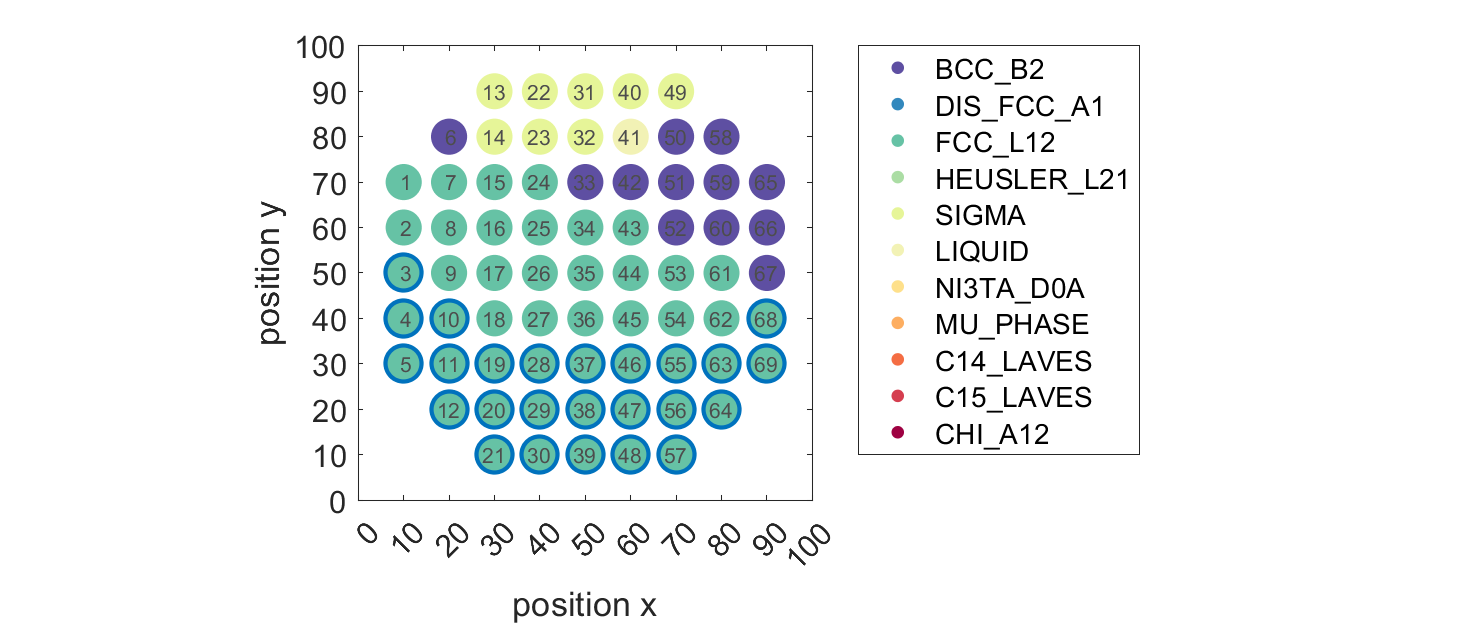 100
90
80
70
60
50
40
30
20
10
0
position y
13 22 31 40 49
6 14 23 32 41 50 58
1 7 15 24 33 42 51 59 65
2 8 16 25 34 43 52 60 66
3 9 17 26 35 44 53 61 67
4 10 18 27 36 45 54 62 68
5 11 19 28 37 46 55 63 69
12 20 29 38 47 56 64
21 30 39 48 57
0 10 20 30 40 50 60 70 80 90 100
position x
BCC_B2
DIS_FCC_A1
FCC_L12
HEUSLER_L21
SIGMA
LIQUID
NI3TA_D0A
MU_PHASE
C14_LAVES
C15_LAVES
CHI_A12